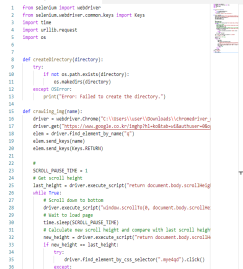 from selenium import webdriver
from selenium.webdriver.common.keys import Keys
import time
import urllib.request
import os
def createDirectory(directory):
try:
if not os.path.exists(directory):
os.makedirs(directory)
except OSError:
print("Error: Failed to create the directory.")
def crawling_img(name):
driver = webdriver.Chrome("C:\\Users\\user\\Downloads\\chromedriver_
driver.get("https://www.google.co.kr/imghp?hl=ko&tab=wi&authuser=0&o
elem = driver.find_element_by_name("q")
elem.send_keys(name)
elem.send_keys(Keys.RETURN)
#
SCROLL_PAUSE_TIME = 1
# Get scroll height
last_height = driver.execute_script("return document.body.scrollHeig
while True:
# Scroll down to bottom
driver.execute_script("window.scrollTo(0, document.body.scrollHe
# Wait to load page
time.sleep(SCROLL_PAUSE_TIME)
# Calculate new scroll height and compare with last scroll heigh
new_height = driver.execute_script("return document.body.scrollH
if new_height == last_height:
try:
driver.find_element_by_css_selector(".mye4qd").click()
except: